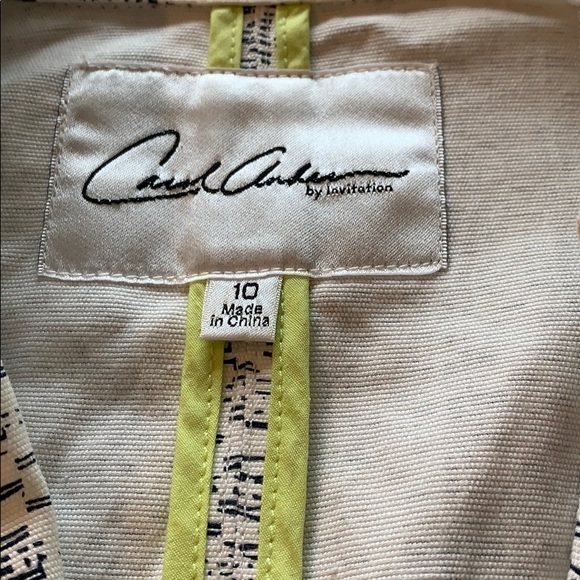 Carol Anderson
by invitation
10
Made
in China